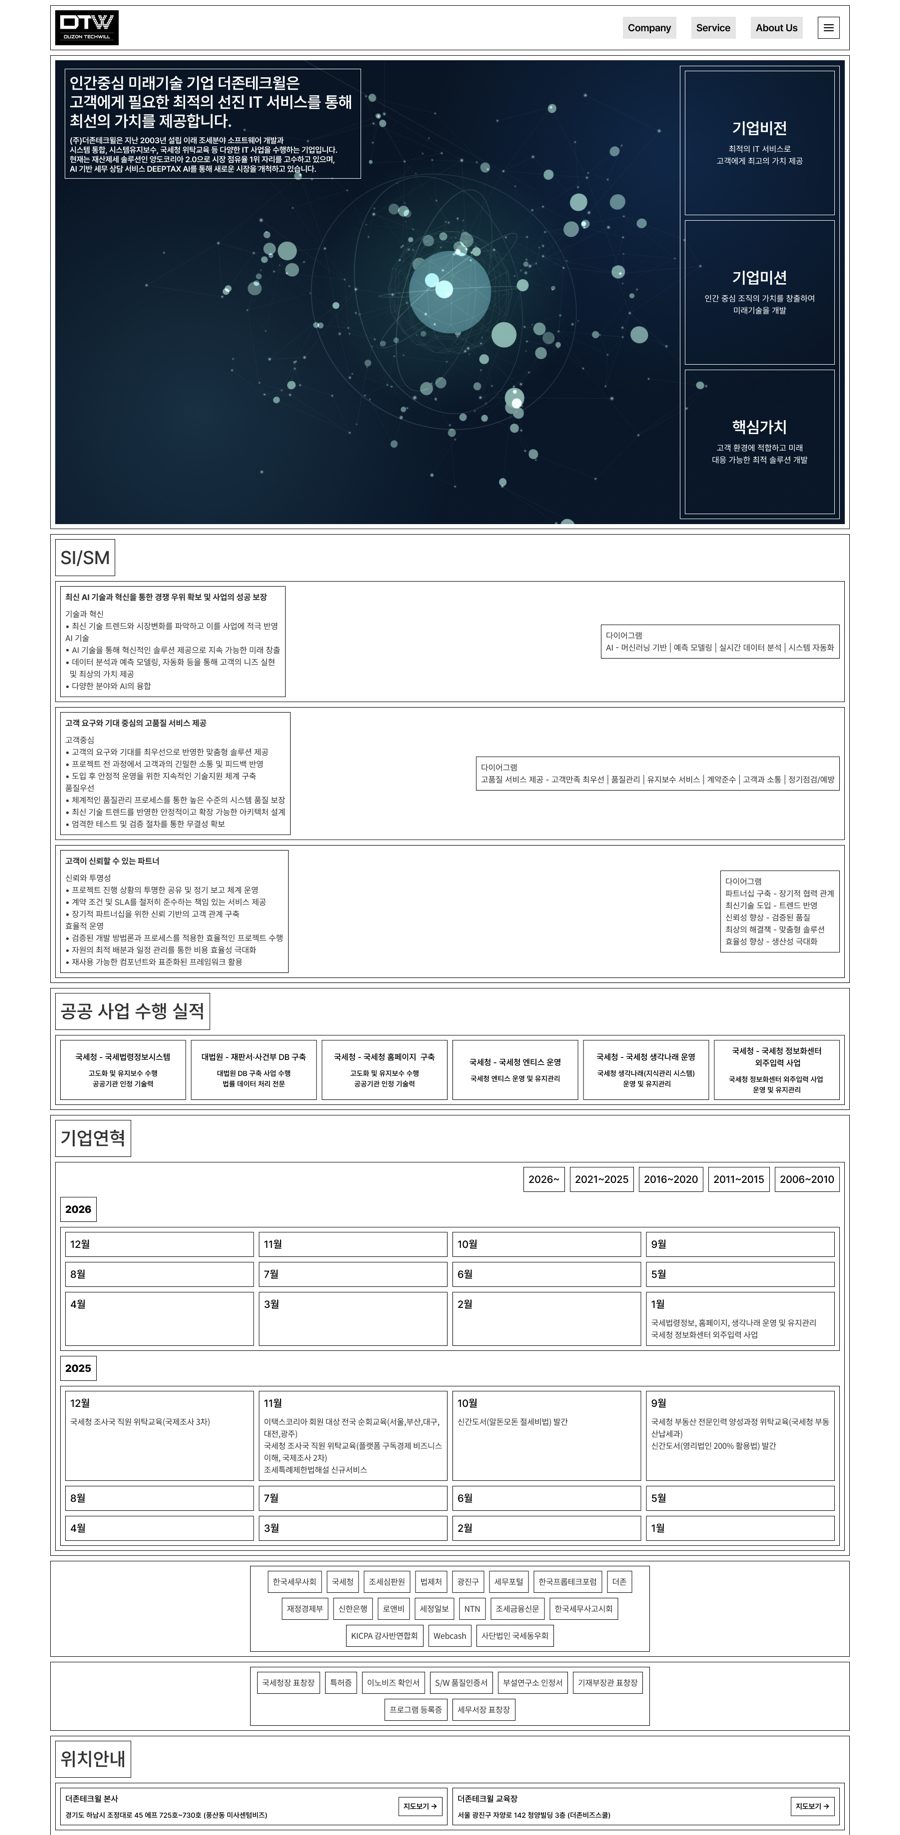 DTW
DUZON TECHWILL
Company
Service
About Us
인간중심 미래기술 기업 더존테크윌은
고객에게 필요한 최적의 선진 IT 서비스를 통해
최선의 가치를 제공합니다.
(주)더존테크윌은 지난 2003년 설립 이래 조세분야 소프트웨어 개발과
시스템 통합, 시스템유지보수, 국세청 위탁교육 등 다양한 IT 사업을 수행하는 기업입니다.
현재는 재산제세 솔루션인 양도코리아 2.0으로 시장 점유율 1위 자리를 고수하고 있으며,
AI 기반 세무 상담 서비스 DEEPTAX AI를 통해 새로운 시장을 개척하고 있습니다.
기업비전
최적의 IT 서비스로
고객에게 최고의 가치 제공
기업미션
인간 중심 조직의 가치를 창출하여
미래기술을 개발
핵심가치
고객 환경에 적합하고 미래
대응 가능한 최적 솔루션 개발
SI/SM
최신 AI 기술과 혁신을 통한 경쟁 우위 확보 및 사업의 성공 보장
기술과 혁신
• 최신 기술 트렌드와 시장변화를 파악하고 이를 사업에 적극 반영
AI 기술
• AI 기술을 통해 혁신적인 솔루션 제공으로 지속 가능한 미래 창출
• 데이터 분석과 예측 모델링, 자동화 등을 통해 고객의 니즈 실현
및 최상의 가치 제공
• 다양한 분야와 AI의 융합
다이어그램
AI - 머신러닝 기반 | 예측 모델링 | 실시간 데이터 분석 | 시스템 자동화
고객 요구와 기대 중심의 고품질 서비스 제공
고객중심
• 고객의 요구와 기대를 최우선으로 반영한 맞춤형 솔루션 제공
• 프로젝트 전 과정에서 고객과의 긴밀한 소통 및 피드백 반영
• 도입 후 안정적 운영을 위한 지속적인 기술지원 체계 구축
품질우선
• 체계적인 품질관리 프로세스를 통한 높은 수준의 시스템 품질 보장
• 최신 기술 트렌드를 반영한 안정적이고 확장 가능한 아키텍처 설계
• 엄격한 테스트 및 검증 절차를 통한 무결성 확보
다이어그램
고품질 서비스 제공 - 고객만족 최우선 | 품질관리 | 유지보수 서비스 | 계약준수 | 고객과 소통 | 정기점검/예방
고객이 신뢰할 수 있는 파트너
신뢰와 투명성
• 프로젝트 진행 상황의 투명한 공유 및 정기 보고 체계 운영
• 계약 조건 및 SLA를 철저히 준수하는 책임 있는 서비스 제공
• 장기적 파트너십을 위한 신뢰 기반의 고객 관계 구축
효율적 운영
• 검증된 개발 방법론과 프로세스를 적용한 효율적인 프로젝트 수행
• 자원의 최적 배분과 일정 관리를 통한 비용 효율성 극대화
• 재사용 가능한 컴포넌트와 표준화된 프레임워크 활용
다이어그램
파트너십 구축 - 장기적 협력 관계
최신기술 도입 - 트렌드 반영
신뢰성 향상 - 검증된 품질
최상의 해결책 - 맞춤형 솔루션
효율성 향상 - 생산성 극대화
공공 사업 수행 실적
국세청 - 국세법령정보시스템
고도화 및 유지보수 수행
공공기관 인정 기술력
대법원 - 재판서·사건부 DB 구축
대법원 DB 구축 사업 수행
법률 데이터 처리 전문
국세청 - 국세청 홈페이지 구축
고도화 및 유지보수 수행
공공기관 인정 기술력
국세청 - 국세청 엔티스 운영
국세청 엔티스 운영 및 유지관리
국세청 - 국세청 생각나래 운영
국세청 생각나래(지식관리 시스템)
운영 및 유지관리
국세청 - 국세청 정보화센터
외주입력 사업
국세청 정보화센터 외주입력 사업
운영 및 유지관리
기업연혁
2026~
2021~2025
2016~2020
2011~2015
2006~2010
2026
12월
11월
10월
9월
8월
7월
6월
5월
4월
3월
2월
1월
국세법령정보, 홈페이지, 생각나래 운영 및 유지관리
국세청 정보화센터 외주입력 사업
2025
12월
국세청 조사국 직원 위탁교육(국제조사 3차)
11월
이택스코리아 회원 대상 전국 순회교육(서울,부산,대구,
대전,광주)
국세청 조사국 직원 위탁교육(플랫폼 구독경제 비즈니스
이해, 국제조사 2차)
조세특례제한법해설 신규서비스
10월
신간도서(알돈모돈 절세비법) 발간
9월
국세청 부동산 전문인력 양성과정 위탁교육(국세청 부동
산납세과)
신간도서(영리법인 200% 활용법) 발간
8월
7월
6월
5월
4월
3월
2월
1월
한국세무사회
국세청
조세심판원
법제처
광진구
세무포털
한국프롭테크포럼
더존
재정경제부
신한은행
로앤비
세정일보
NTN
조세금융신문
한국세무사고시회
KICPA 감사반연합회
Webcash
사단법인 국세동우회
국세청장 표창장
특허증
이노비즈 확인서
S/W 품질인증서
부설연구소 인정서
기재부장관 표창장
프로그램 등록증
세무서장 표창장
위치안내
더존테크윌 본사
경기도 하남시 조정대로 45 에프 725호~730호 (풍산동 미사센텀비즈)
지도보기 →
더존테크윌 교육장
서울 광진구 자양로 142 청양빌딩 3층 (더존비즈스쿨)
지도보기 →